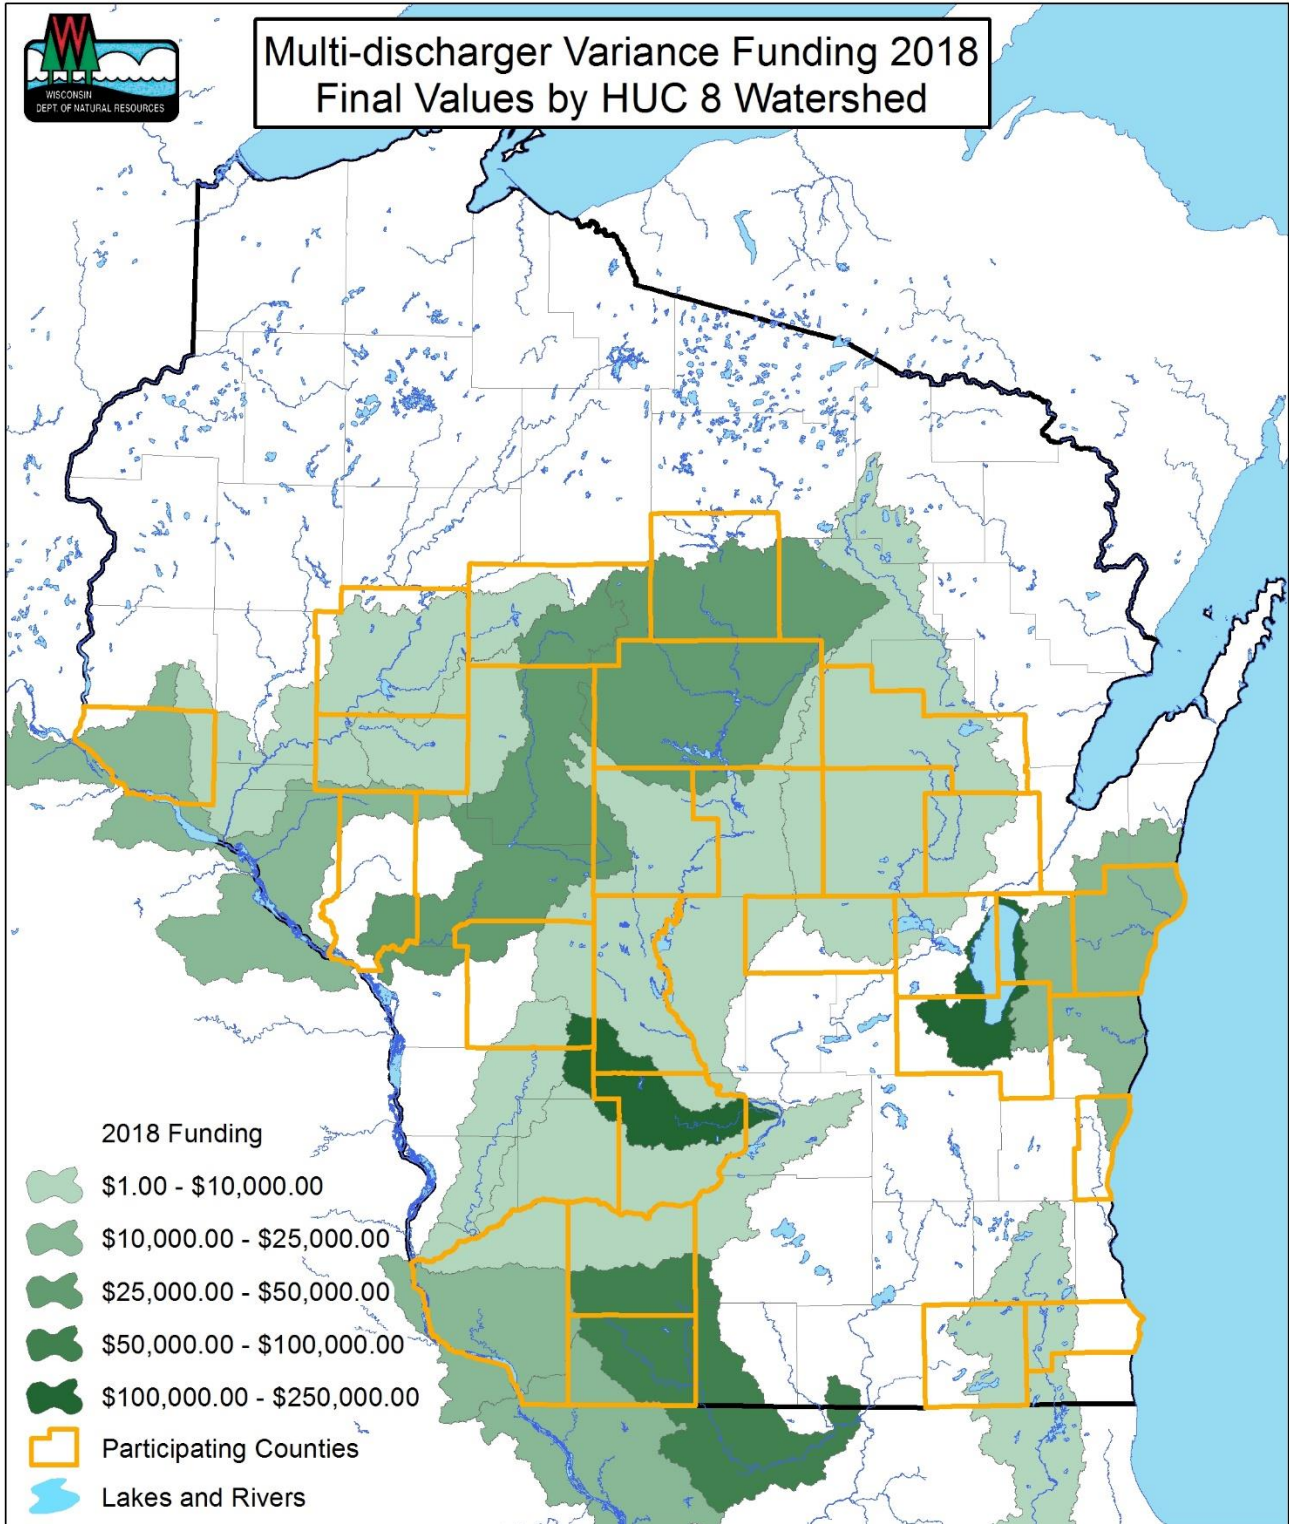 W
WISCONSIN
DEPT. OF NATURAL RESOURCES
Multi-discharger Variance Funding 2018
Final Values by HUC 8 Watershed
2018 Funding
$1.00 - $10,000.00
$10,000.00 - $25,000.00
$25,000.00 - $50,000.00
$50,000.00 - $100,000.00
$100,000.00 - $250,000.00
Participating Counties
Lakes and Rivers